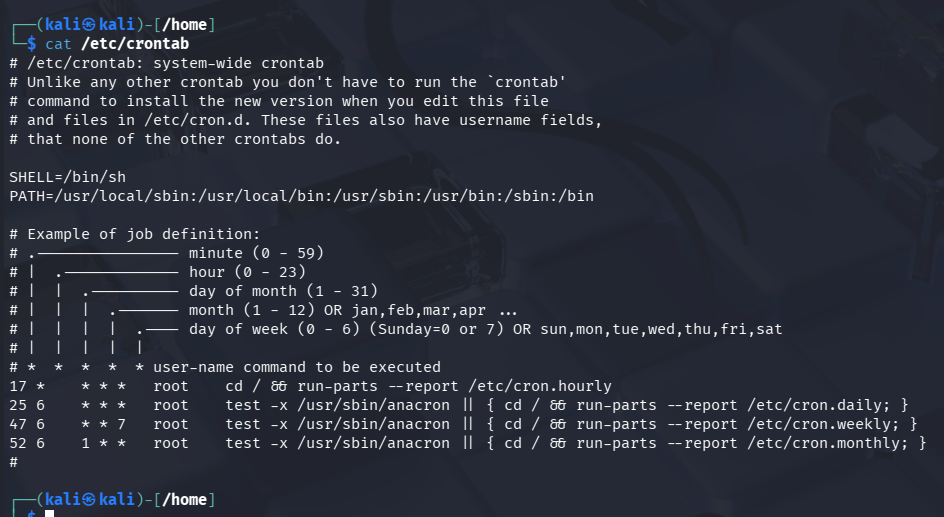 ┌──(kali㉿kali)-[/home]
└─$ cat /etc/crontab
# /etc/crontab: system-wide crontab
# Unlike any other crontab you don't have to run the `crontab'
# command to install the new version when you edit this file
# and files in /etc/cron.d. These files also have username fields,
# that none of the other crontabs do.

SHELL=/bin/sh
PATH=/usr/local/sbin:/usr/local/bin:/usr/sbin:/usr/bin:/sbin:/bin

# Example of job definition:
# .---------------- minute (0 - 59)
# |  .------------- hour (0 - 23)
# |  |  .---------- day of month (1 - 31)
# |  |  |  .------- month (1 - 12) OR jan,feb,mar,apr ...
# |  |  |  |  .---- day of week (0 - 6) (Sunday=0 or 7) OR sun,mon,tue,wed,thu,fri,sat
# |  |  |  |  |
# *  *  *  *  * user-name command to be executed
17 *    * * *   root    cd / && run-parts --report /etc/cron.hourly
25 6    * * *   root    test -x /usr/sbin/anacron || { cd / && run-parts --report /etc/cron.daily; }
47 6    * * 7   root    test -x /usr/sbin/anacron || { cd / && run-parts --report /etc/cron.weekly; }
52 6    1 * *   root    test -x /usr/sbin/anacron || { cd / && run-parts --report /etc/cron.monthly; }
#

┌──(kali㉿kali)-[/home]
└─$